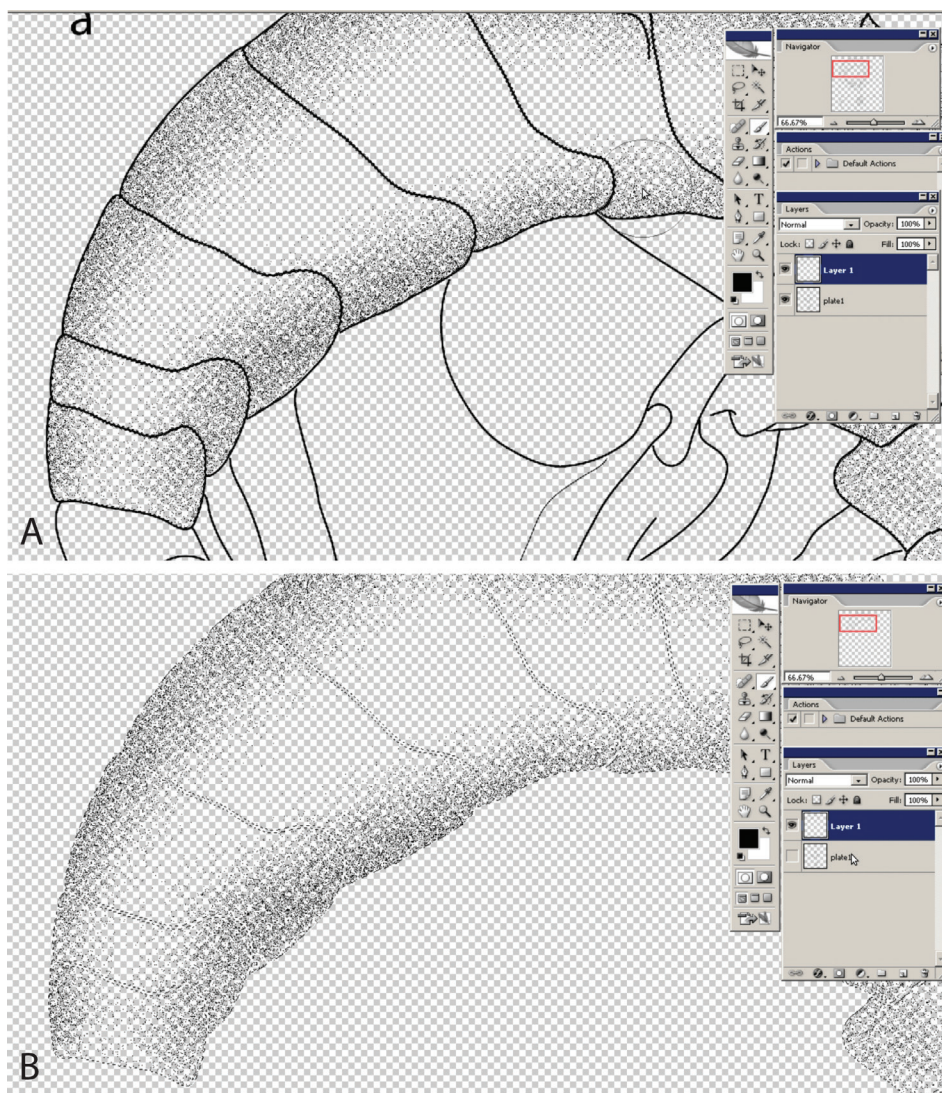 a
Navigator
66.67%
Actions
Default Actions
Layers
Normal Opacity: 100%
Lock: Fill: 100%
Layer 1
plate1
A
Navigator
66.67%
Actions
Default Actions
Layers
Normal Opacity: 100%
Lock: Fill: 100%
Layer 1
plate1
B